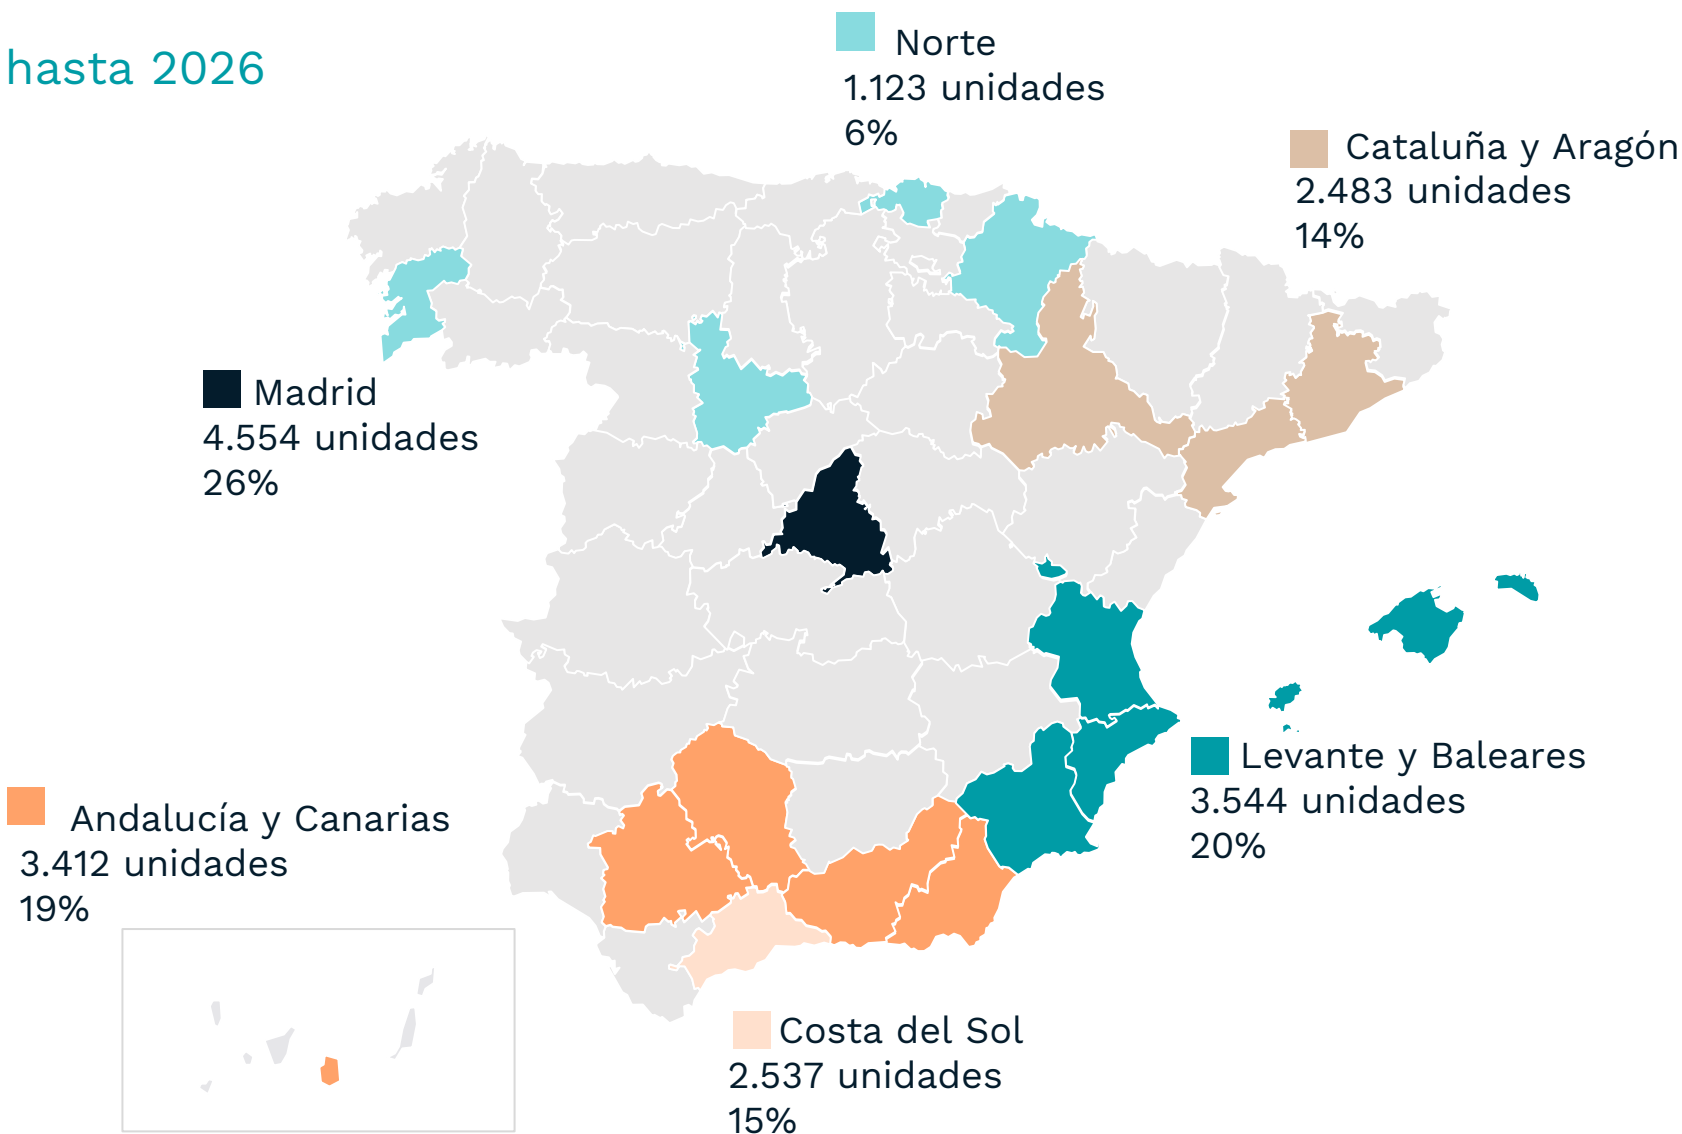 hasta 2026
Norte
1.123 unidades
6%
Cataluña y Aragón
2.483 unidades
14%
Madrid
4.554 unidades
26%
Levante y Baleares
3.544 unidades
20%
Andalucía y Canarias
3.412 unidades
19%
Costa del Sol
2.537 unidades
15%